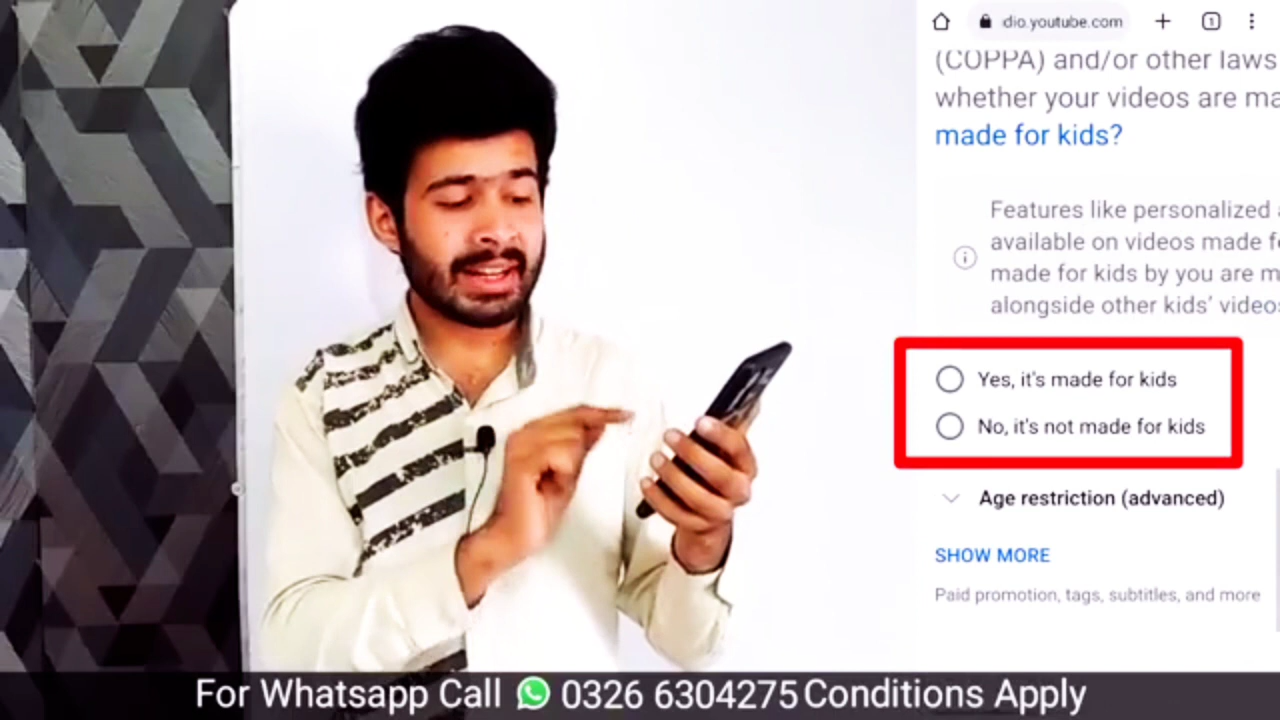 dio.youtube.com
1
(COPPA) and/or other laws
whether your videos are ma
made for kids?
Features like personalized
available on videos made f
made for kids by you are m
alongside other kids' videos
Yes, it's made for kids
No, it's not made for kids
Age restriction (advanced)
SHOW MORE
Paid promotion, tags, subtitles, and more
For Whatsapp Call 0326 6304275 Conditions Apply